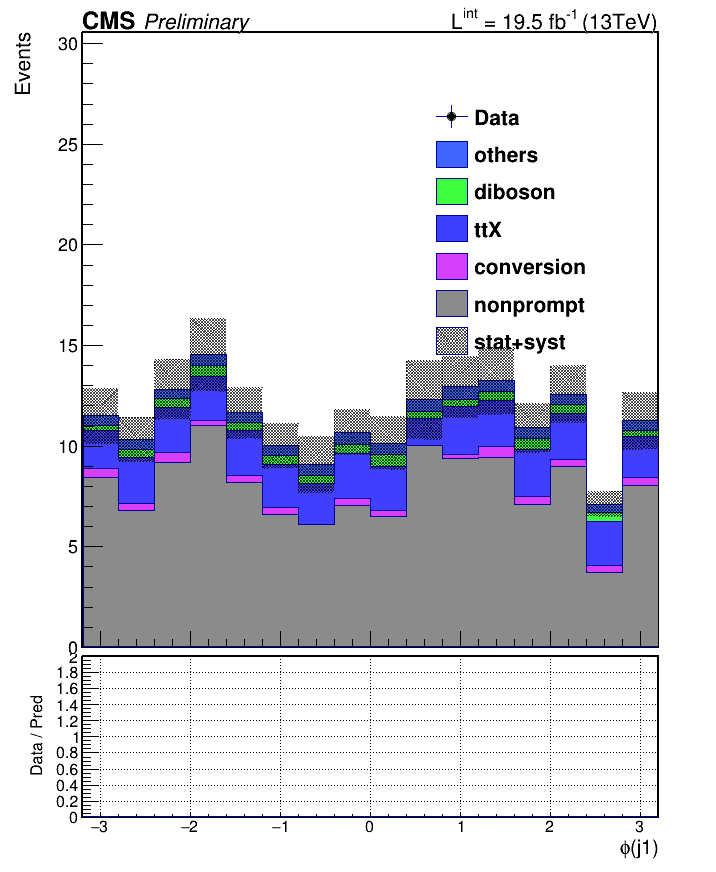 CMS Preliminary L^int = 19.5 fb^-1 (13TeV)
Events
30
25
20
15
10
5
0
Data
others
diboson
ttX
conversion
nonprompt
stat+syst
Data / Pred
2
1.8
1.6
1.4
1.2
1
0.8
0.6
0.4
0.2
0
−3 −2 −1 0 1 2 3
ϕ(j1)